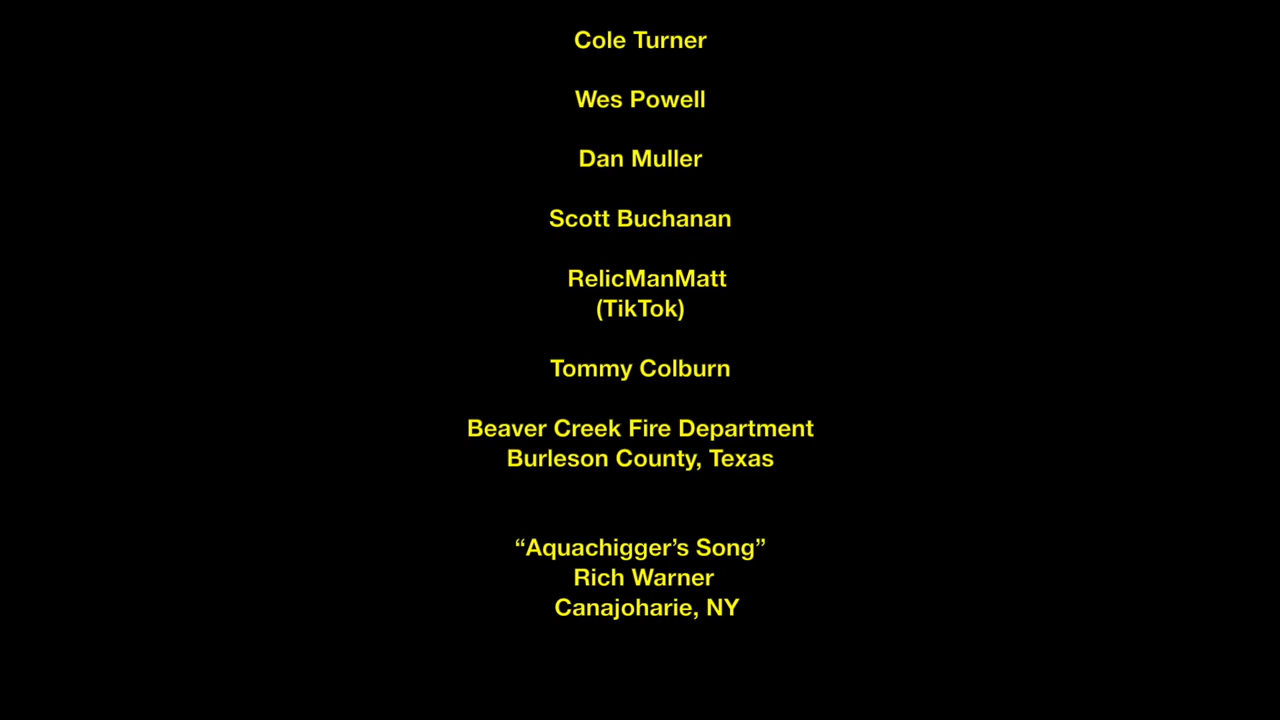 Cole Turner
Wes Powell
Dan Muller
Scott Buchanan
RelicManMatt
(TikTok)
Tommy Colburn
Beaver Creek Fire Department
Burleson County, Texas
“Aquachigger’s Song”
Rich Warner
Canajoharie, NY